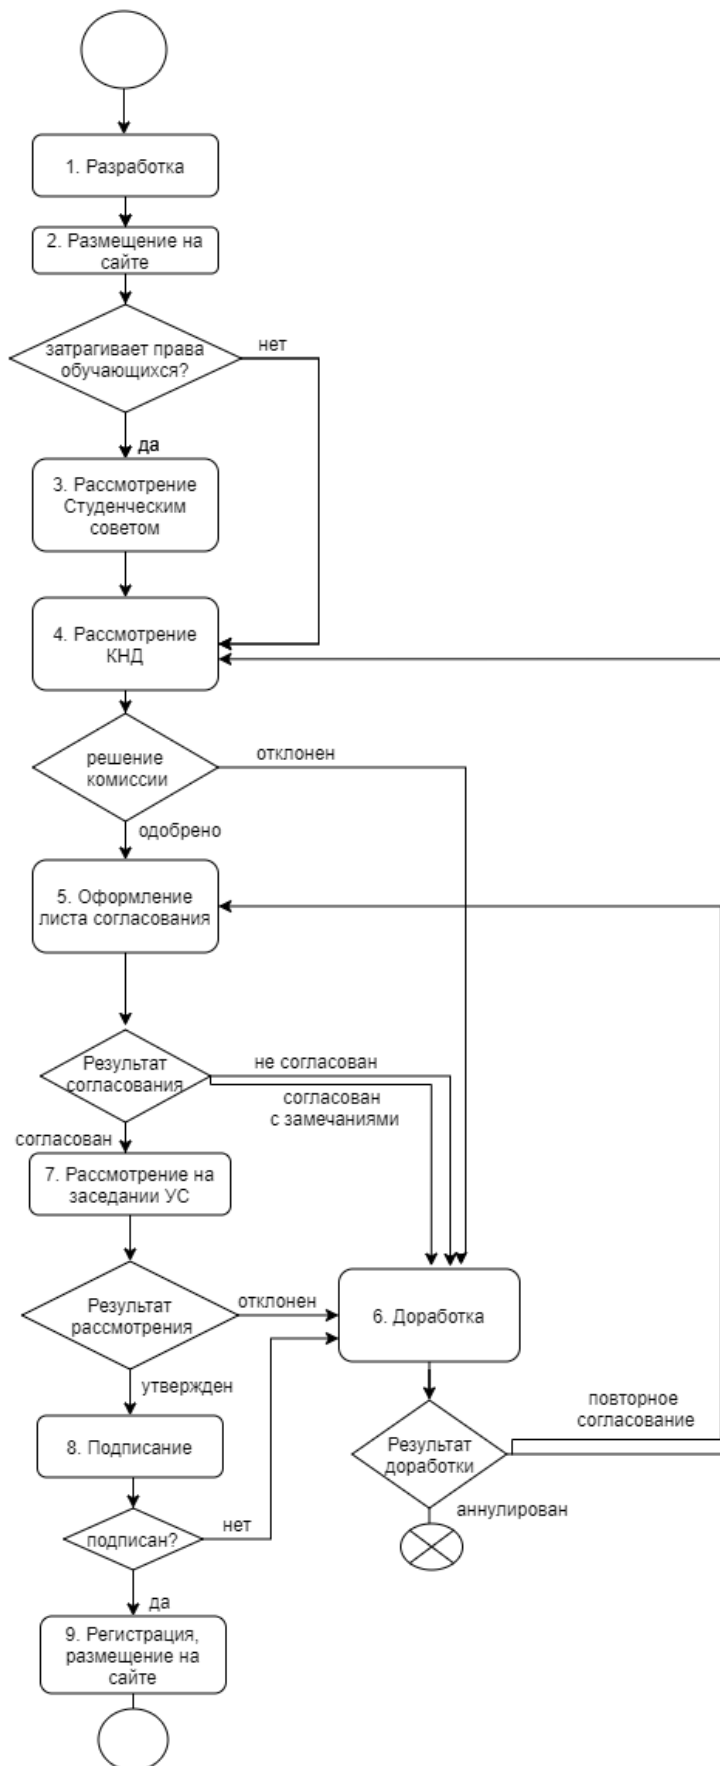 1. Разработка
2. Размещение на
сайте
затрагивает права
обучающихся?
нет
да
3. Рассмотрение
Студенческим
советом
4. Рассмотрение
КНД
решение
комиссии
отклонен
одобрено
5. Оформление
листа согласования
Результат
согласования
не согласован
согласован
с замечаниями
согласован
7. Рассмотрение на
заседании УС
Результат
рассмотрения
отклонен
6. Доработка
утвержден
8. Подписание
повторное
согласование
Результат
доработки
аннулирован
подписан?
нет
да
9. Регистрация,
размещение на
сайте